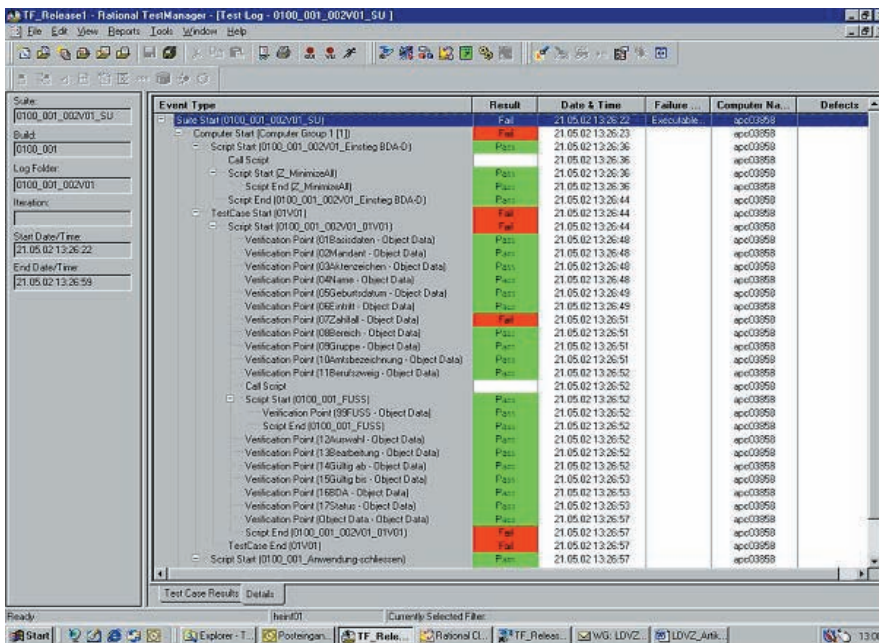 TF_Release1 - Rational TestManager - [Test Log - 0100_001_002V01_SU ]
File Edit View Reports Tools Window Help
Suite:
0100_001_002V01_SU
Build:
0100_001
Log Folder:
0100_001_002V01
Iteration:
Start Date/Time:
21.05.02 13:26:22
End Date/Time:
21.05.02 13:26:59
Event Type Result Date & Time Failure ... Computer Na... Defects
Suite Start (0100_001_002V01_SU) Fail 21.05.02 13:26:22 Executable... apc03858
Computer Start (Computer Group 1 [1]) Fail 21.05.02 13:26:23 apc03858
Script Start (0100_001_002V01_Einstieg BDA-D) Pass 21.05.02 13:26:36 apc03858
Call Script 21.05.02 13:26:36 apc03858
Script Start (Z_MinimizeAll) Pass 21.05.02 13:26:36 apc03858
Script End (Z_MinimizeAll) Pass 21.05.02 13:26:36 apc03858
Script End (0100_001_002V01_Einstieg BDA-D) Pass 21.05.02 13:26:44 apc03858
TestCase Start (01V01) Fail 21.05.02 13:26:44 apc03858
Script Start (0100_001_002V01_01V01) Fail 21.05.02 13:26:44 apc03858
Verification Point (01Basisdaten - Object Data) Pass 21.05.02 13:26:48 apc03858
Verification Point (02Mandant - Object Data) Pass 21.05.02 13:26:48 apc03858
Verification Point (03Aktenzeichen - Object Data) Pass 21.05.02 13:26:48 apc03858
Verification Point (04Name - Object Data) Pass 21.05.02 13:26:48 apc03858
Verification Point (05Geburtsdatum - Object Data) Pass 21.05.02 13:26:49 apc03858
Verification Point (06Eintritt - Object Data) Pass 21.05.02 13:26:49 apc03858
Verification Point (07Zahlfall - Object Data) Fail 21.05.02 13:26:51 apc03858
Verification Point (08Bereich - Object Data) Pass 21.05.02 13:26:51 apc03858
Verification Point (09Gruppe - Object Data) Pass 21.05.02 13:26:51 apc03858
Verification Point (10Amtsbezeichnung - Object Data) Pass 21.05.02 13:26:51 apc03858
Verification Point (11Berufszweig - Object Data) Pass 21.05.02 13:26:52 apc03858
Call Script 21.05.02 13:26:52 apc03858
Script Start (0100_001_FUSS) Pass 21.05.02 13:26:52 apc03858
Verification Point (99FUSS - Object Data) Pass 21.05.02 13:26:52 apc03858
Script End (0100_001_FUSS) Pass 21.05.02 13:26:52 apc03858
Verification Point (12Auswahl - Object Data) Pass 21.05.02 13:26:52 apc03858
Verification Point (13Bearbeitung - Object Data) Pass 21.05.02 13:26:52 apc03858
Verification Point (14Gültig ab - Object Data) Pass 21.05.02 13:26:52 apc03858
Verification Point (15Gültig bis - Object Data) Pass 21.05.02 13:26:53 apc03858
Verification Point (16BDA - Object Data) Pass 21.05.02 13:26:53 apc03858
Verification Point (17Status - Object Data) Pass 21.05.02 13:26:53 apc03858
Verification Point (Object Data - Object Data) Pass 21.05.02 13:26:57 apc03858
Script End (0100_001_002V01_01V01) Fail 21.05.02 13:26:57 apc03858
TestCase End (01V01) Fail 21.05.02 13:26:57 apc03858
Script Start (0100_001_Anwendung-schliessen) Pass 21.05.02 13:26:57 apc03858
Test Case Results Details
Ready heinf01 Currently Selected Filter:
Start Explorer - T... Posteingan... TF_Rele... Rational Cl... TF_Releas... WG: LDVZ... LDVZ_Artik...